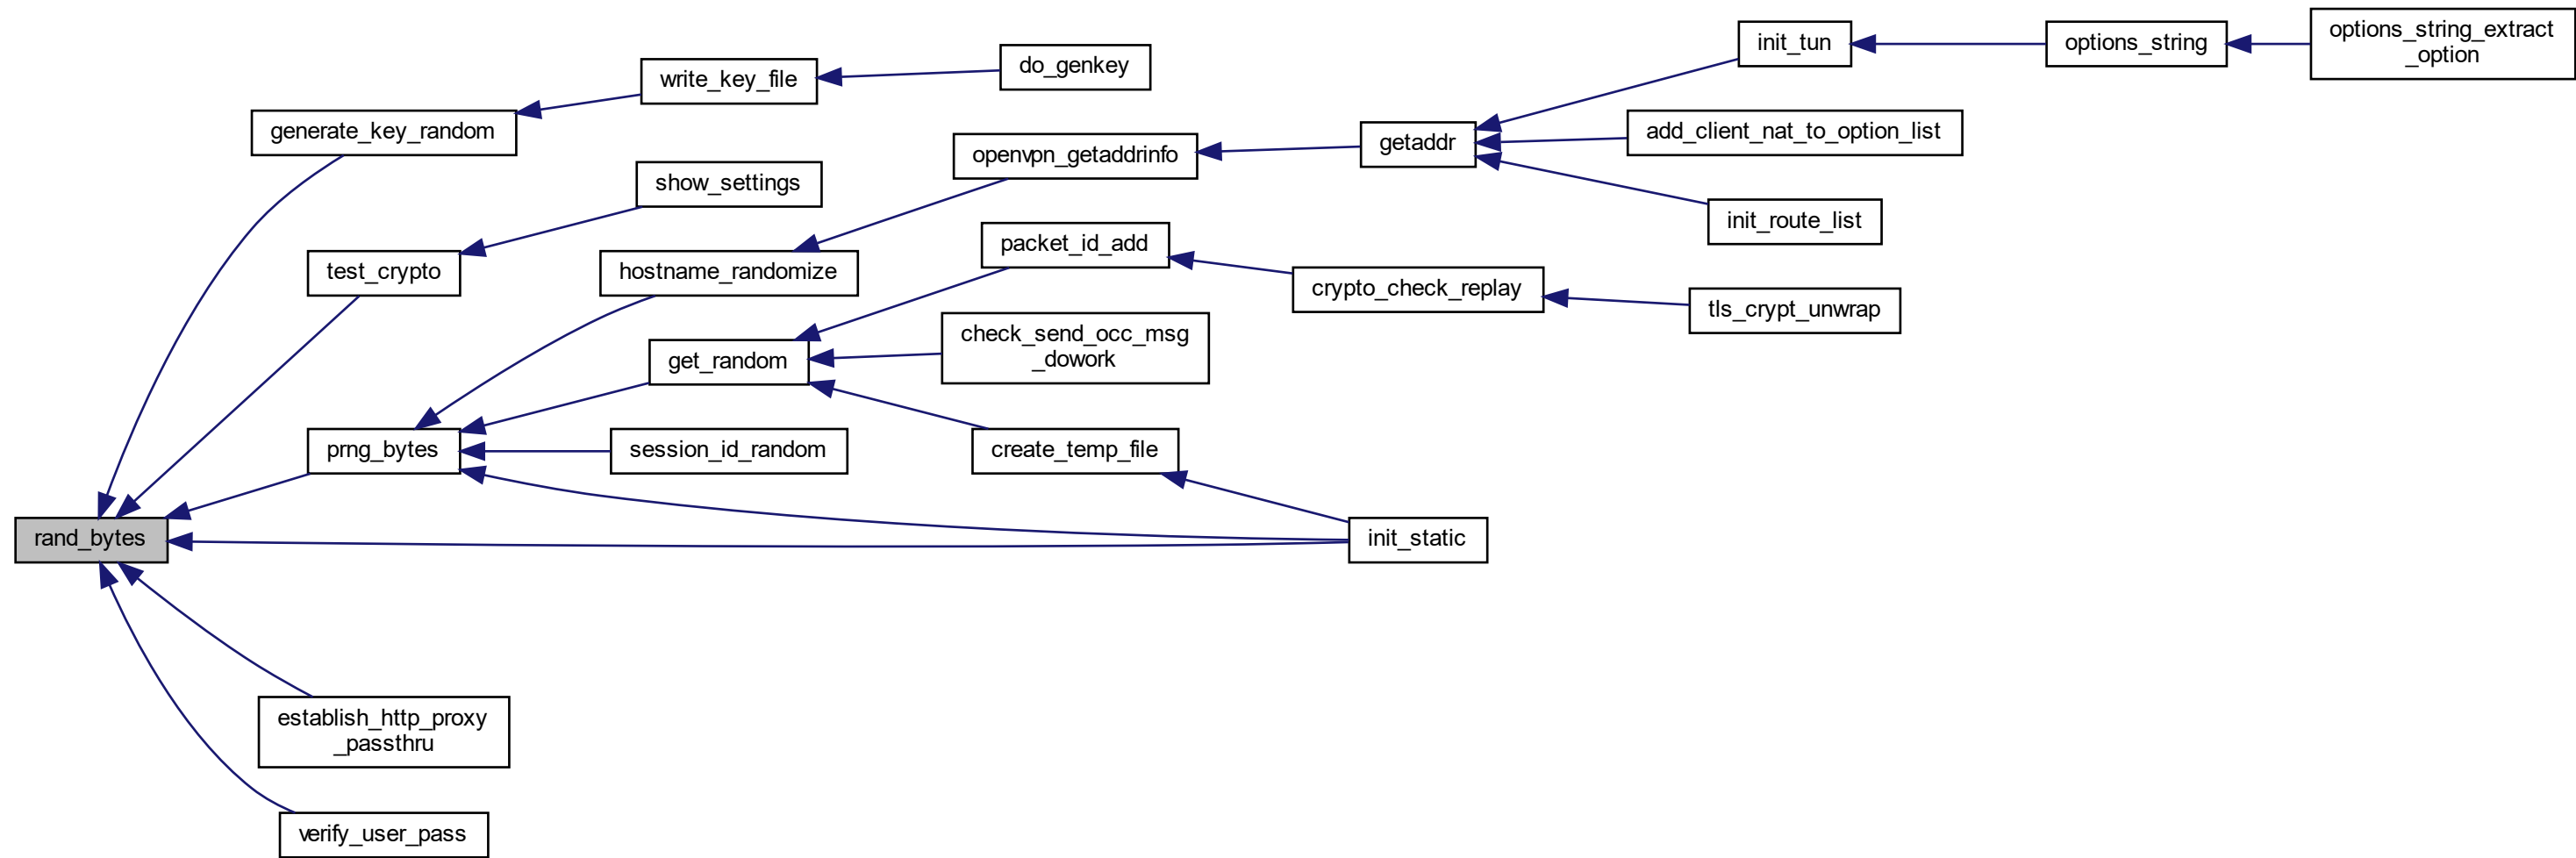 rand_bytes
generate_key_random
write_key_file
do_genkey
test_crypto
show_settings
prng_bytes
hostname_randomize
openvpn_getaddrinfo
getaddr
init_tun
options_string
options_string_extract
_option
add_client_nat_to_option_list
init_route_list
get_random
packet_id_add
crypto_check_replay
tls_crypt_unwrap
check_send_occ_msg
_dowork
create_temp_file
init_static
session_id_random
establish_http_proxy
_passthru
verify_user_pass